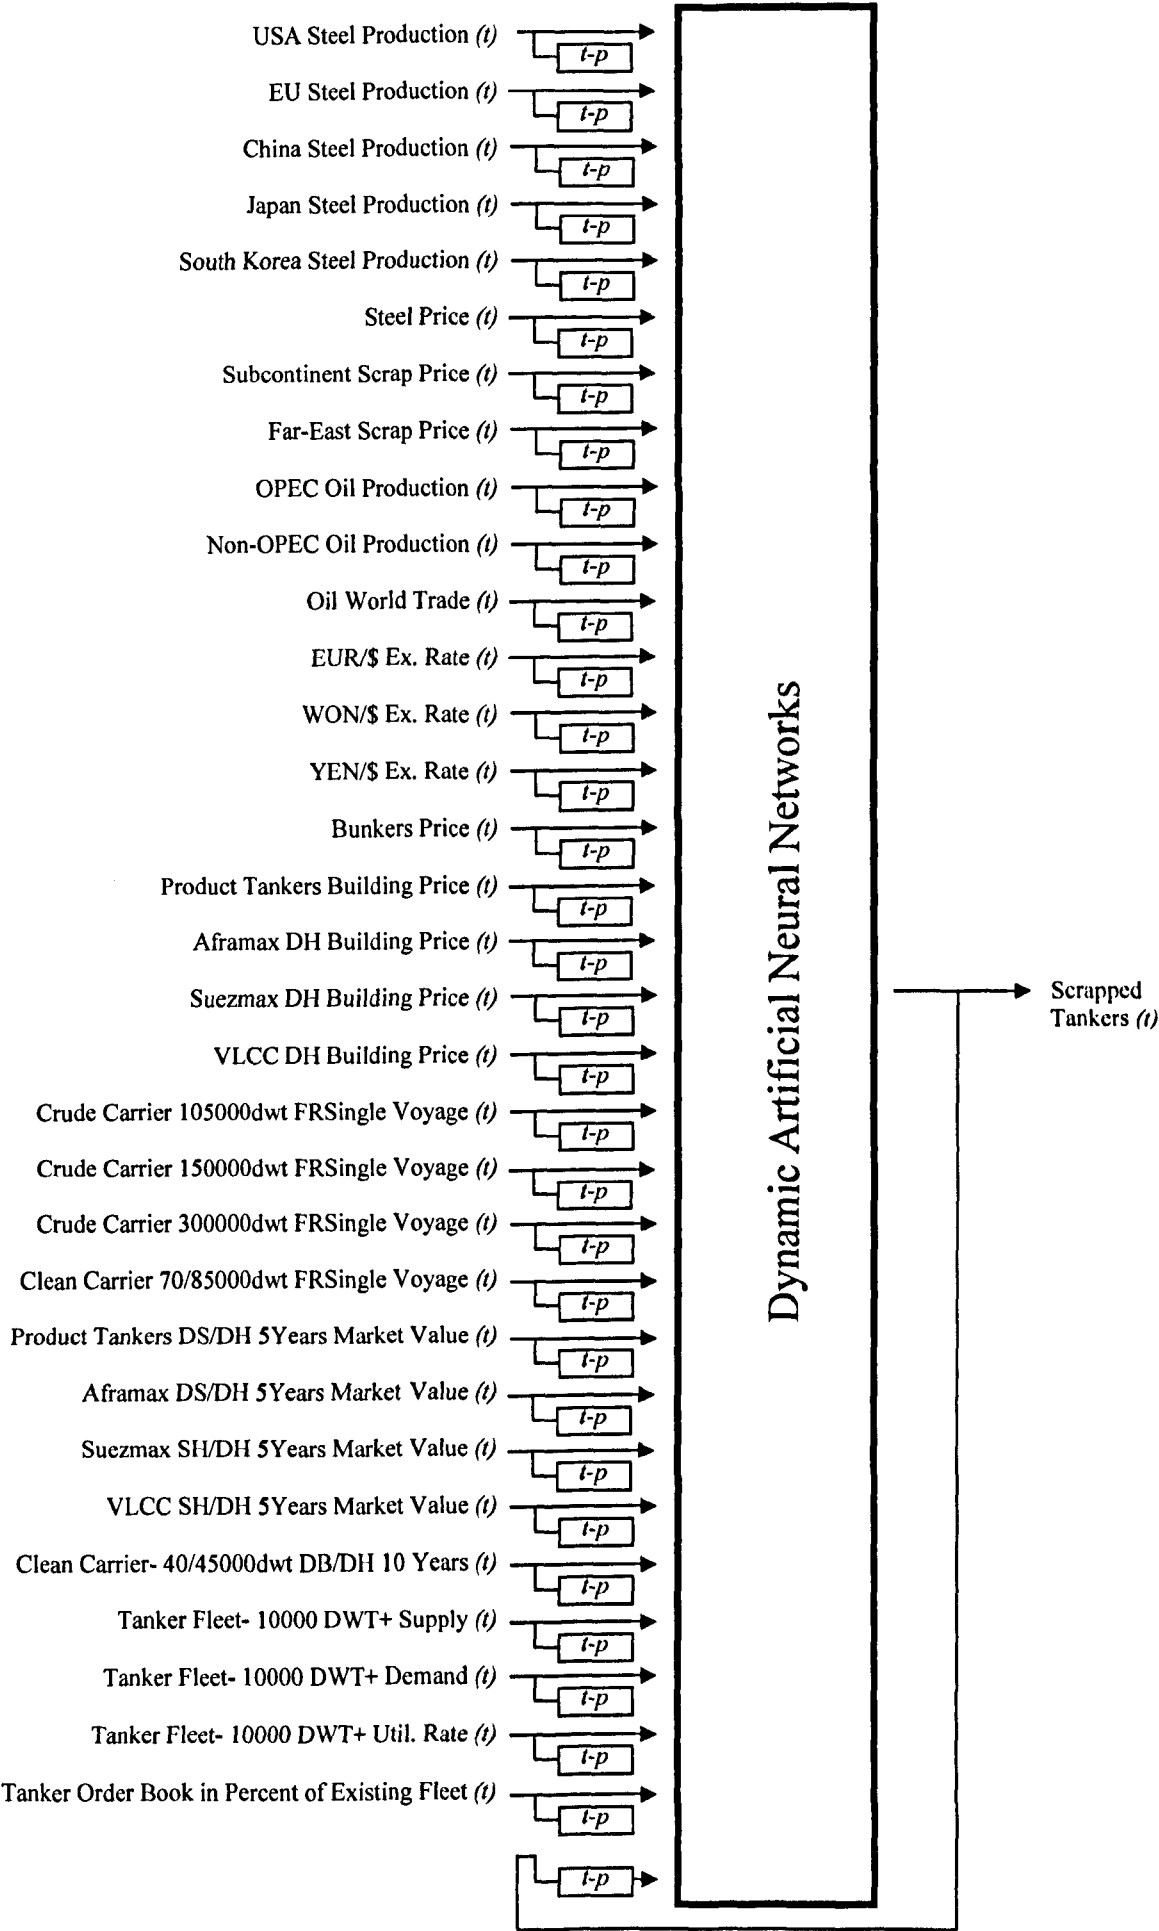 USA Steel Production (t)
t-p
EU Steel Production (t)
t-p
China Steel Production (t)
t-p
Japan Steel Production (t)
t-p
South Korea Steel Production (t)
t-p
Steel Price (t)
t-p
Subcontinent Scrap Price (t)
t-p
Far-East Scrap Price (t)
t-p
OPEC Oil Production (t)
t-p
Non-OPEC Oil Production (t)
t-p
Oil World Trade (t)
t-p
EUR/$ Ex. Rate (t)
t-p
WON/$ Ex. Rate (t)
t-p
YEN/$ Ex. Rate (t)
t-p
Bunkers Price (t)
t-p
Product Tankers Building Price (t)
t-p
Aframax DH Building Price (t)
t-p
Suezmax DH Building Price (t)
t-p
VLCC DH Building Price (t)
t-p
Crude Carrier 105000dwt FRSingle Voyage (t)
t-p
Crude Carrier 150000dwt FRSingle Voyage (t)
t-p
Crude Carrier 300000dwt FRSingle Voyage (t)
t-p
Clean Carrier 70/85000dwt FRSingle Voyage (t)
t-p
Product Tankers DS/DH 5Years Market Value (t)
t-p
Aframax DS/DH 5Years Market Value (t)
t-p
Suezmax SH/DH 5Years Market Value (t)
t-p
VLCC SH/DH 5Years Market Value (t)
t-p
Clean Carrier- 40/45000dwt DB/DH 10 Years (t)
t-p
Tanker Fleet- 10000 DWT+ Supply (t)
t-p
Tanker Fleet- 10000 DWT+ Demand (t)
t-p
Tanker Fleet- 10000 DWT+ Util. Rate (t)
t-p
Tanker Order Book in Percent of Existing Fleet (t)
t-p
t-p
Dynamic Artificial Neural Networks
Scrapped
Tankers (t)